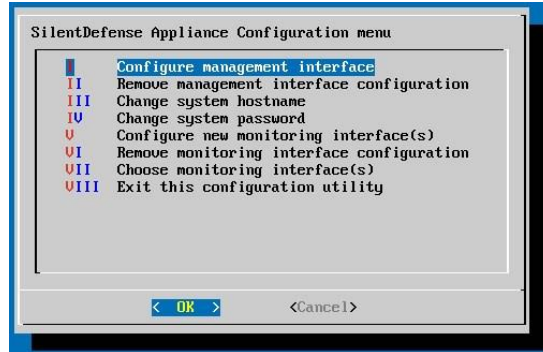 SilentDefense Appliance Configuration menu
I Configure management interface
II Remove management interface configuration
III Change system hostname
IV Change system password
V Configure new monitoring interface(s)
VI Remove monitoring interface configuration
VII Choose monitoring interface(s)
VIII Exit this configuration utility
< OK > <Cancel>